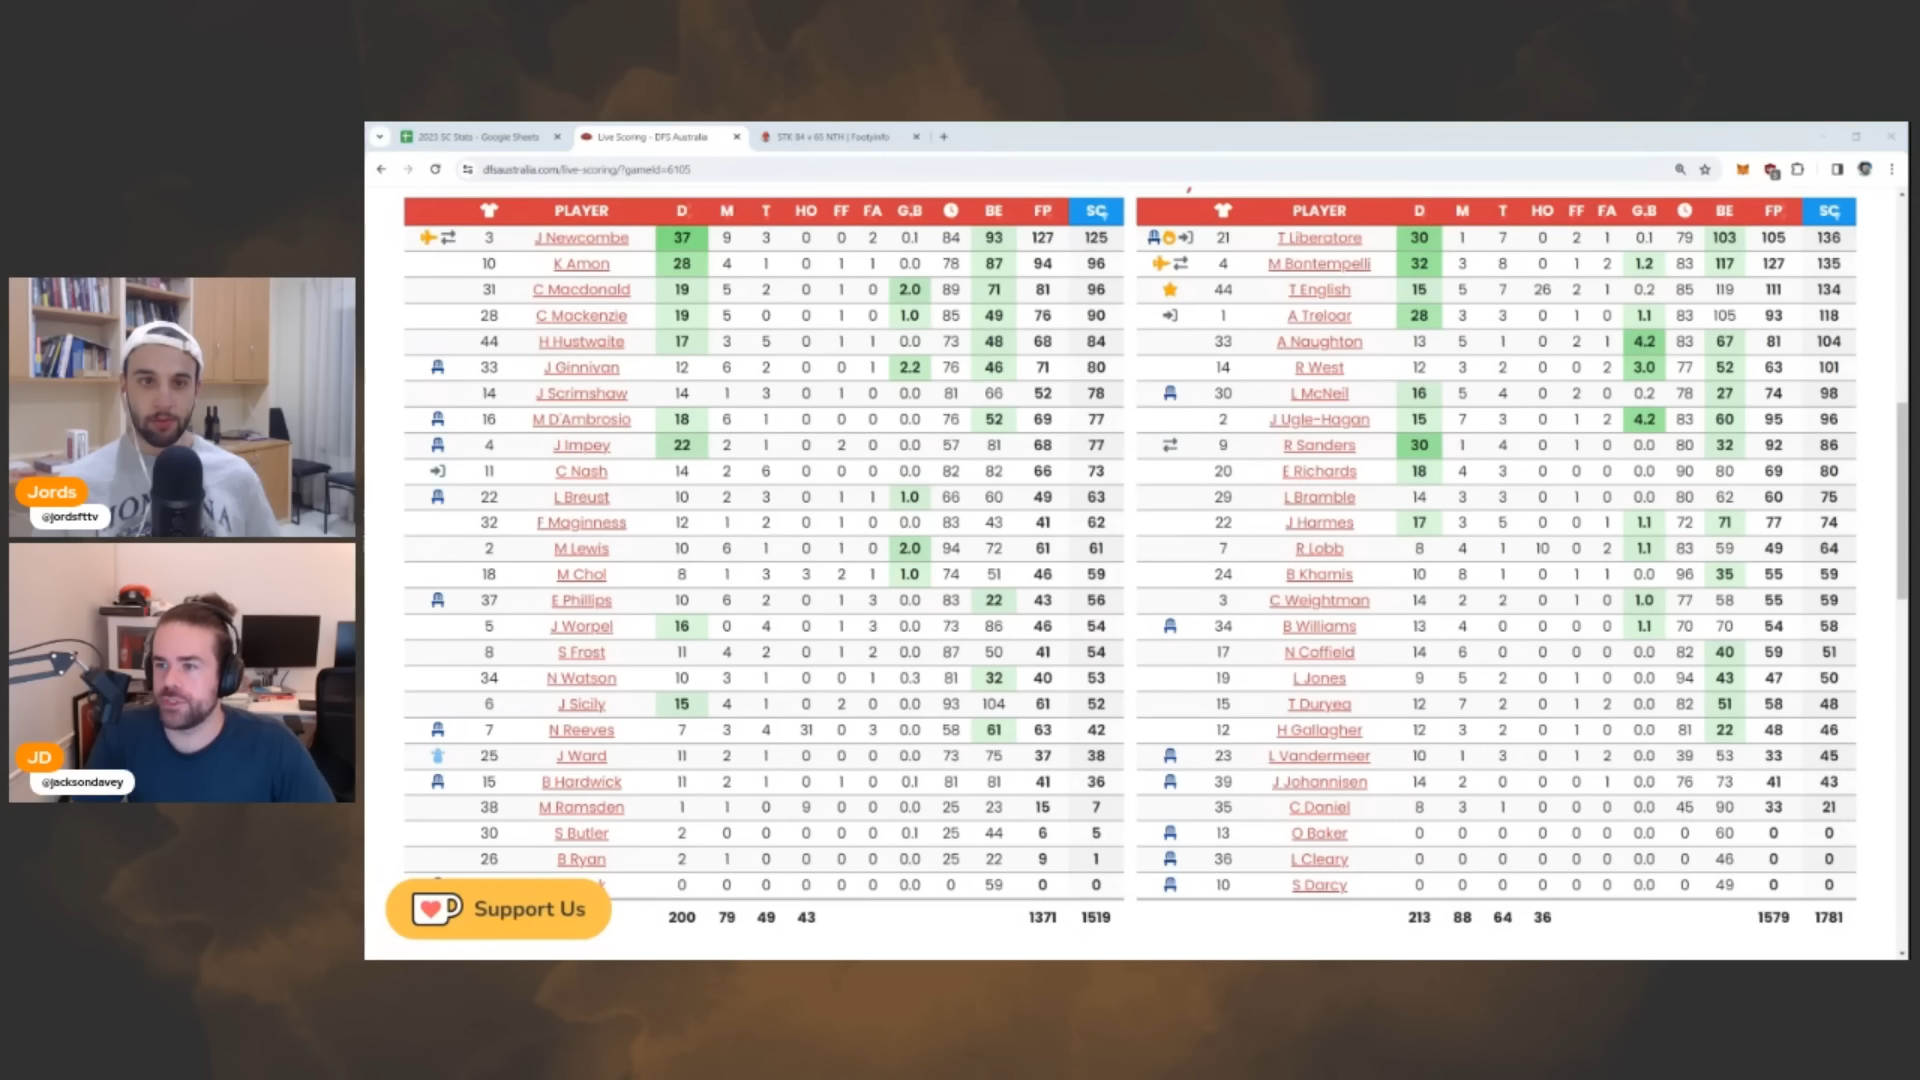 2023 SC Stats - Google Sheets
Live Scoring - DFS Australia
STK 84 v 65 NTH | Footyinfo
dfsaustralia.com/live-scoring/?gameId=6105
PLAYER D M T HO FF FA G.B BE FP SC
3 J Newcombe 37 9 3 0 0 2 0.1 84 93 127 125
10 K Amon 28 4 1 0 1 1 0.0 78 87 94 96
31 C Macdonald 19 5 2 0 1 0 2.0 89 71 81 96
28 C Mackenzie 19 5 0 0 1 0 1.0 85 49 76 90
44 H Hustwaite 17 3 5 0 1 1 0.0 73 48 68 84
33 J Ginnivan 12 6 2 0 0 1 2.2 76 46 71 80
14 J Scrimshaw 14 1 3 0 1 0 0.0 81 66 52 78
16 M D'Ambrosio 18 6 1 0 0 0 0.0 76 52 69 77
4 J Impey 22 2 1 0 2 0 0.0 57 81 68 77
11 C Nash 14 2 6 0 0 0 0.0 82 82 66 73
22 L Breust 10 2 3 0 1 1 1.0 66 60 49 63
32 F Maginness 12 1 2 0 1 0 0.0 83 43 41 62
2 M Lewis 10 6 1 0 1 0 2.0 94 72 61 61
18 M Chol 8 1 3 3 2 1 1.0 74 51 46 59
37 E Phillips 10 6 2 0 1 3 0.0 83 22 43 56
5 J Worpel 16 0 4 0 1 3 0.0 73 86 46 54
8 S Frost 11 4 2 0 1 2 0.0 87 50 41 54
34 N Watson 10 3 1 0 0 1 0.3 81 32 40 53
6 J Sicily 15 4 1 0 2 0 0.0 93 104 61 52
7 N Reeves 7 3 4 31 0 3 0.0 58 61 63 42
25 J Ward 11 2 1 0 0 0 0.0 73 75 37 38
15 B Hardwick 11 2 1 0 1 0 0.1 81 81 41 36
38 M Ramsden 1 1 0 9 0 0 0.0 25 23 15 7
30 S Butler 2 0 0 0 0 0 0.1 25 44 6 5
26 B Ryan 2 1 0 0 0 0 0.0 25 22 9 1
0 0 0 0 0 0 0.0 0 59 0 0
200 79 49 43 1371 1519
PLAYER D M T HO FF FA G.B BE FP SC
21 T Liberatore 30 1 7 0 2 1 0.1 79 103 105 136
4 M Bontempelli 32 3 8 0 1 2 1.2 83 117 127 135
44 T English 15 5 7 26 2 1 0.2 85 119 111 134
1 A Treloar 28 3 3 0 1 0 1.1 83 105 93 118
33 A Naughton 13 5 1 0 2 1 4.2 83 67 81 104
14 R West 12 3 2 0 0 2 3.0 77 52 63 101
30 L McNeil 16 5 4 0 2 0 0.2 78 27 74 98
2 J Ugle-Hagan 15 7 3 0 1 2 4.2 83 60 95 96
9 R Sanders 30 1 4 0 1 0 0.0 80 32 92 86
20 E Richards 18 4 3 0 0 0 0.0 90 80 69 80
29 L Bramble 14 3 3 0 1 0 0.0 80 62 60 75
22 J Harmes 17 3 5 0 0 1 1.1 72 71 77 74
7 R Lobb 8 4 1 10 0 2 1.1 83 59 49 64
24 B Khamis 10 8 1 0 1 1 0.0 96 35 55 59
3 C Weightman 14 2 2 0 1 0 1.0 77 58 55 59
34 B Williams 13 4 0 0 0 0 1.1 70 70 54 58
17 N Coffield 14 6 0 0 0 0 0.0 82 40 59 51
19 L Jones 9 5 2 0 1 0 0.0 94 43 47 50
15 T Duryea 12 7 2 0 1 2 0.0 82 51 58 48
12 H Gallagher 12 3 2 0 1 0 0.0 81 22 48 46
23 L Vandermeer 10 1 3 0 1 2 0.0 39 53 33 45
39 J Johannisen 14 2 0 0 0 1 0.0 76 73 41 43
35 C Daniel 8 3 1 0 0 0 0.0 45 90 33 21
13 O Baker 0 0 0 0 0 0 0.0 0 60 0 0
36 L Cleary 0 0 0 0 0 0 0.0 0 46 0 0
10 S Darcy 0 0 0 0 0 0 0.0 0 49 0 0
213 88 64 36 1579 1781
Support Us
Jords
@jordsfttv
JD
@jacksondavey